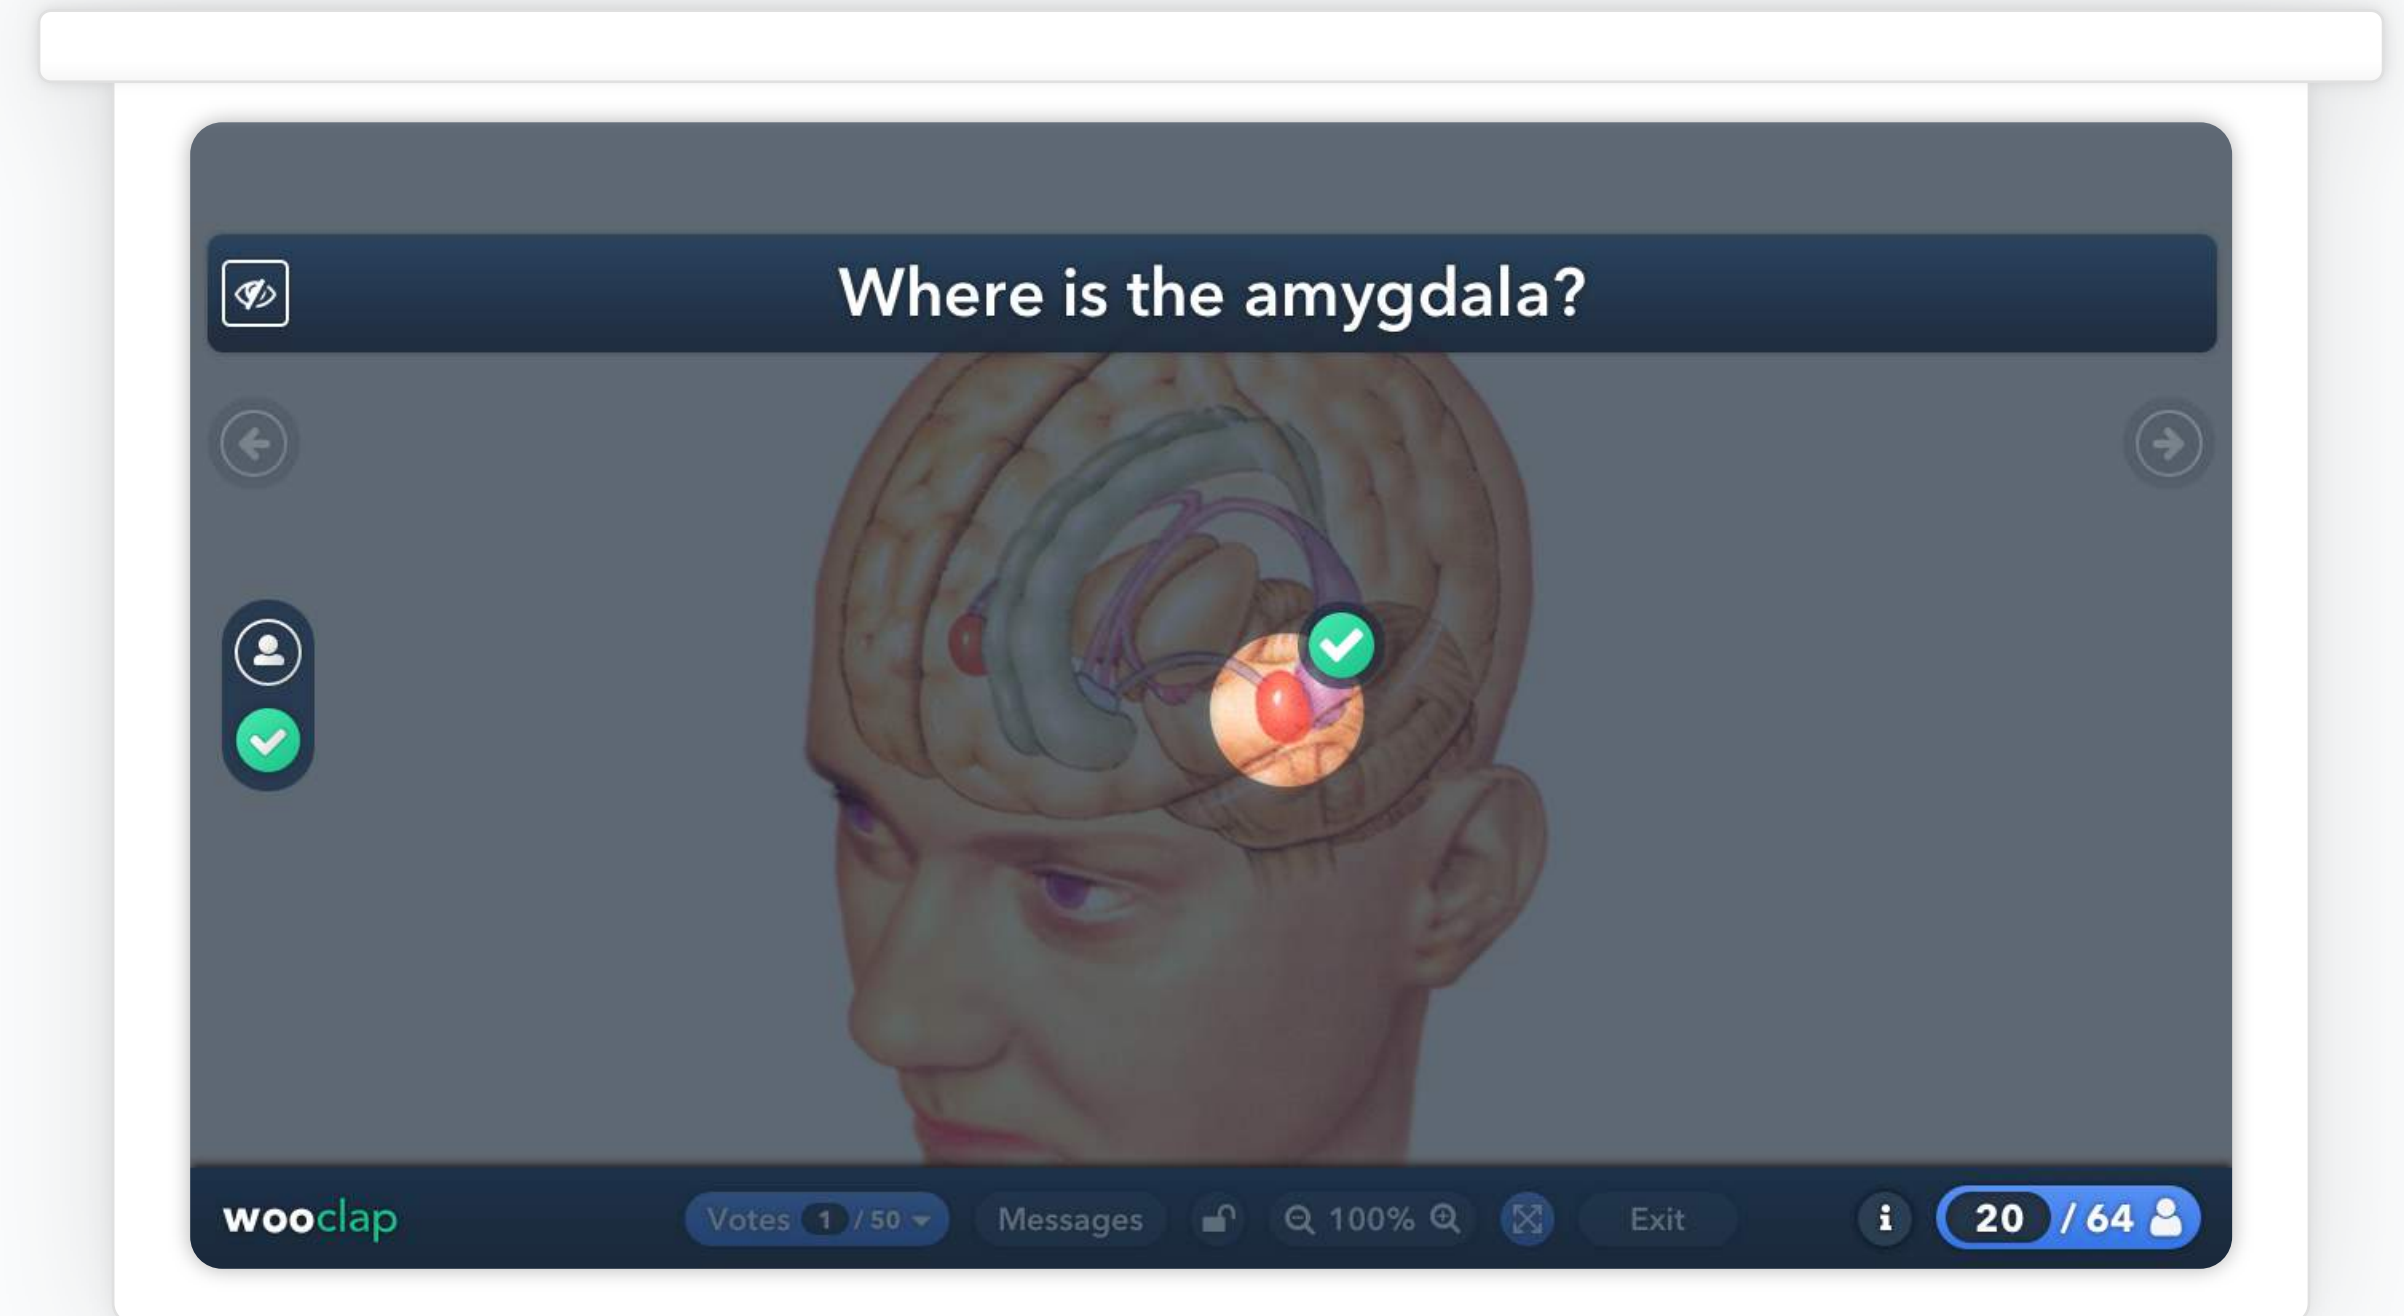 Where is the amygdala?
wooclap Votes 1 / 50 Messages 100% Exit i 20 / 64